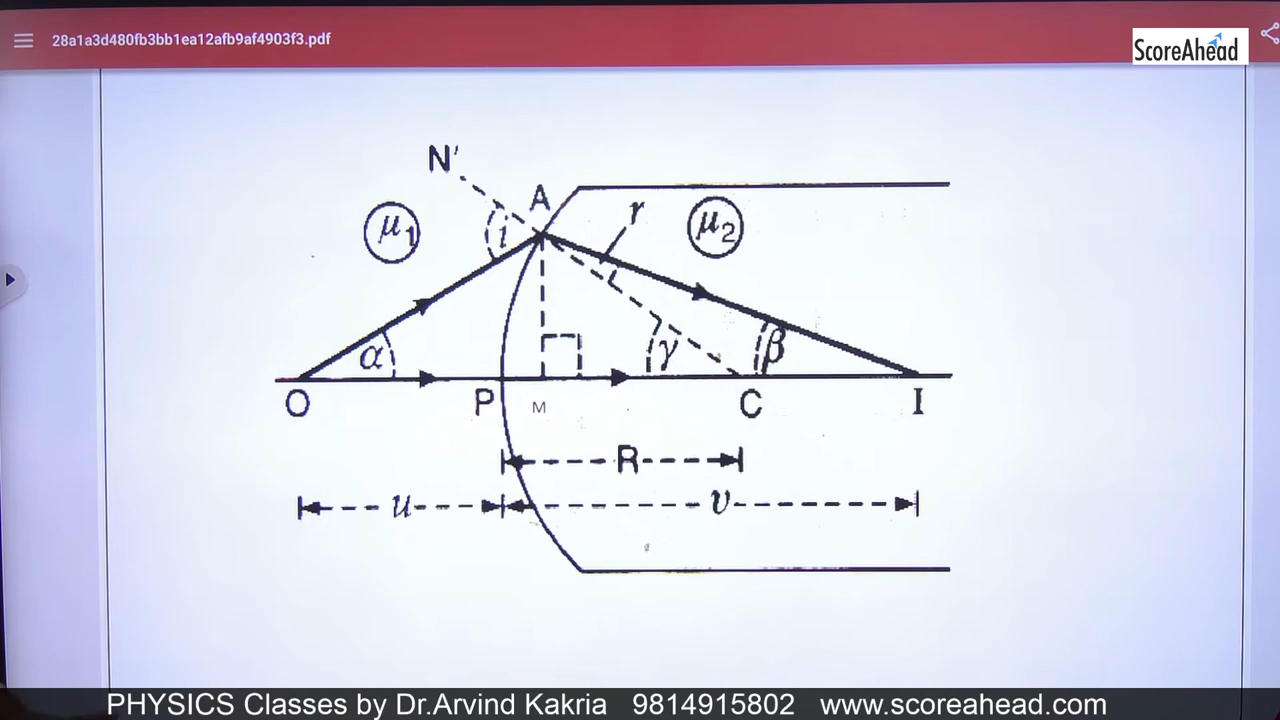 28a1a3d480fb3bb1ea12afb9af4903f3.pdf
ScoreAhead
N'
A
μ1
i
r
μ2
α
γ
β
O
P
M
C
I
R
u
v
PHYSICS Classes by Dr.Arvind Kakria 9814915802 www.scoreahead.com